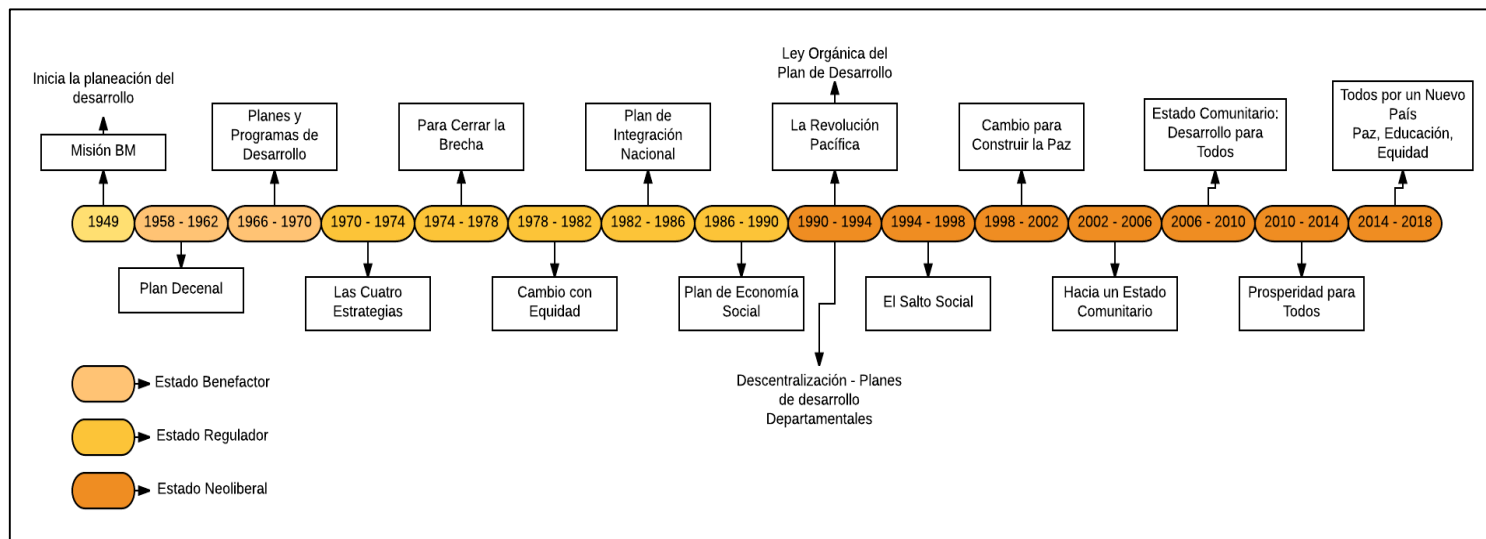 Inicia la planeación del
desarrollo
Misión BM
Planes y
Programas de
Desarrollo
Para Cerrar la
Brecha
Plan de
Integración
Nacional
Ley Orgánica del
Plan de Desarrollo
La Revolución
Pacífica
Cambio para
Construir la Paz
Estado Comunitario:
Desarrollo para
Todos
Todos por un Nuevo
País
Paz, Educación,
Equidad
1949
1958 - 1962
1966 - 1970
1970 - 1974
1974 - 1978
1978 - 1982
1982 - 1986
1986 - 1990
1990 - 1994
1994 - 1998
1998 - 2002
2002 - 2006
2006 - 2010
2010 - 2014
2014 - 2018
Plan Decenal
Las Cuatro
Estrategias
Cambio con
Equidad
Plan de Economía
Social
El Salto Social
Hacia un Estado
Comunitario
Prosperidad para
Todos
Descentralización - Planes
de desarrollo
Departamentales
Estado Benefactor
Estado Regulador
Estado Neoliberal